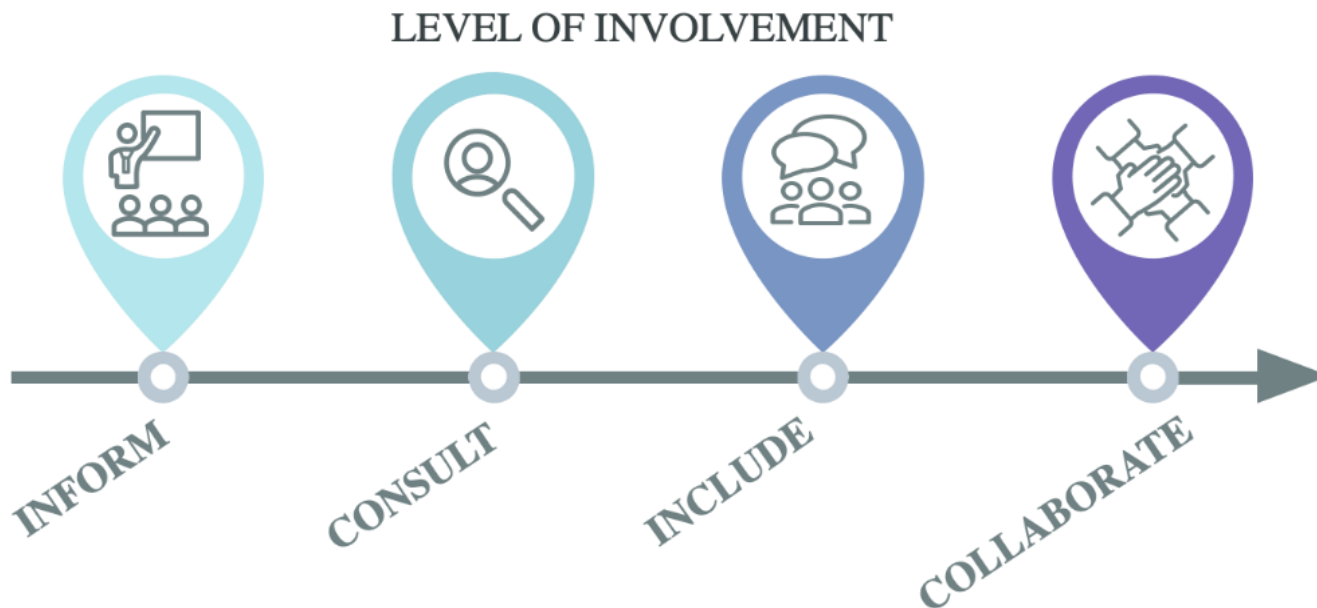 LEVEL OF INVOLVEMENT
INFORM
CONSULT
INCLUDE
COLLABORATE